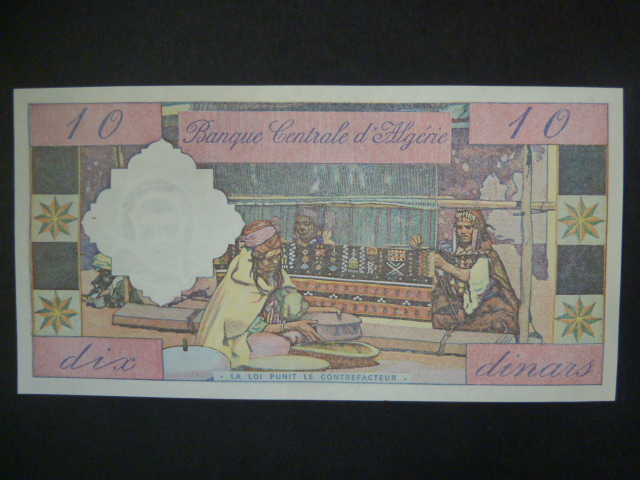 10
Banque Centrale d'Algérie
10
dix
dinars
LA LOI PUNIT LE CONTREFACTEUR